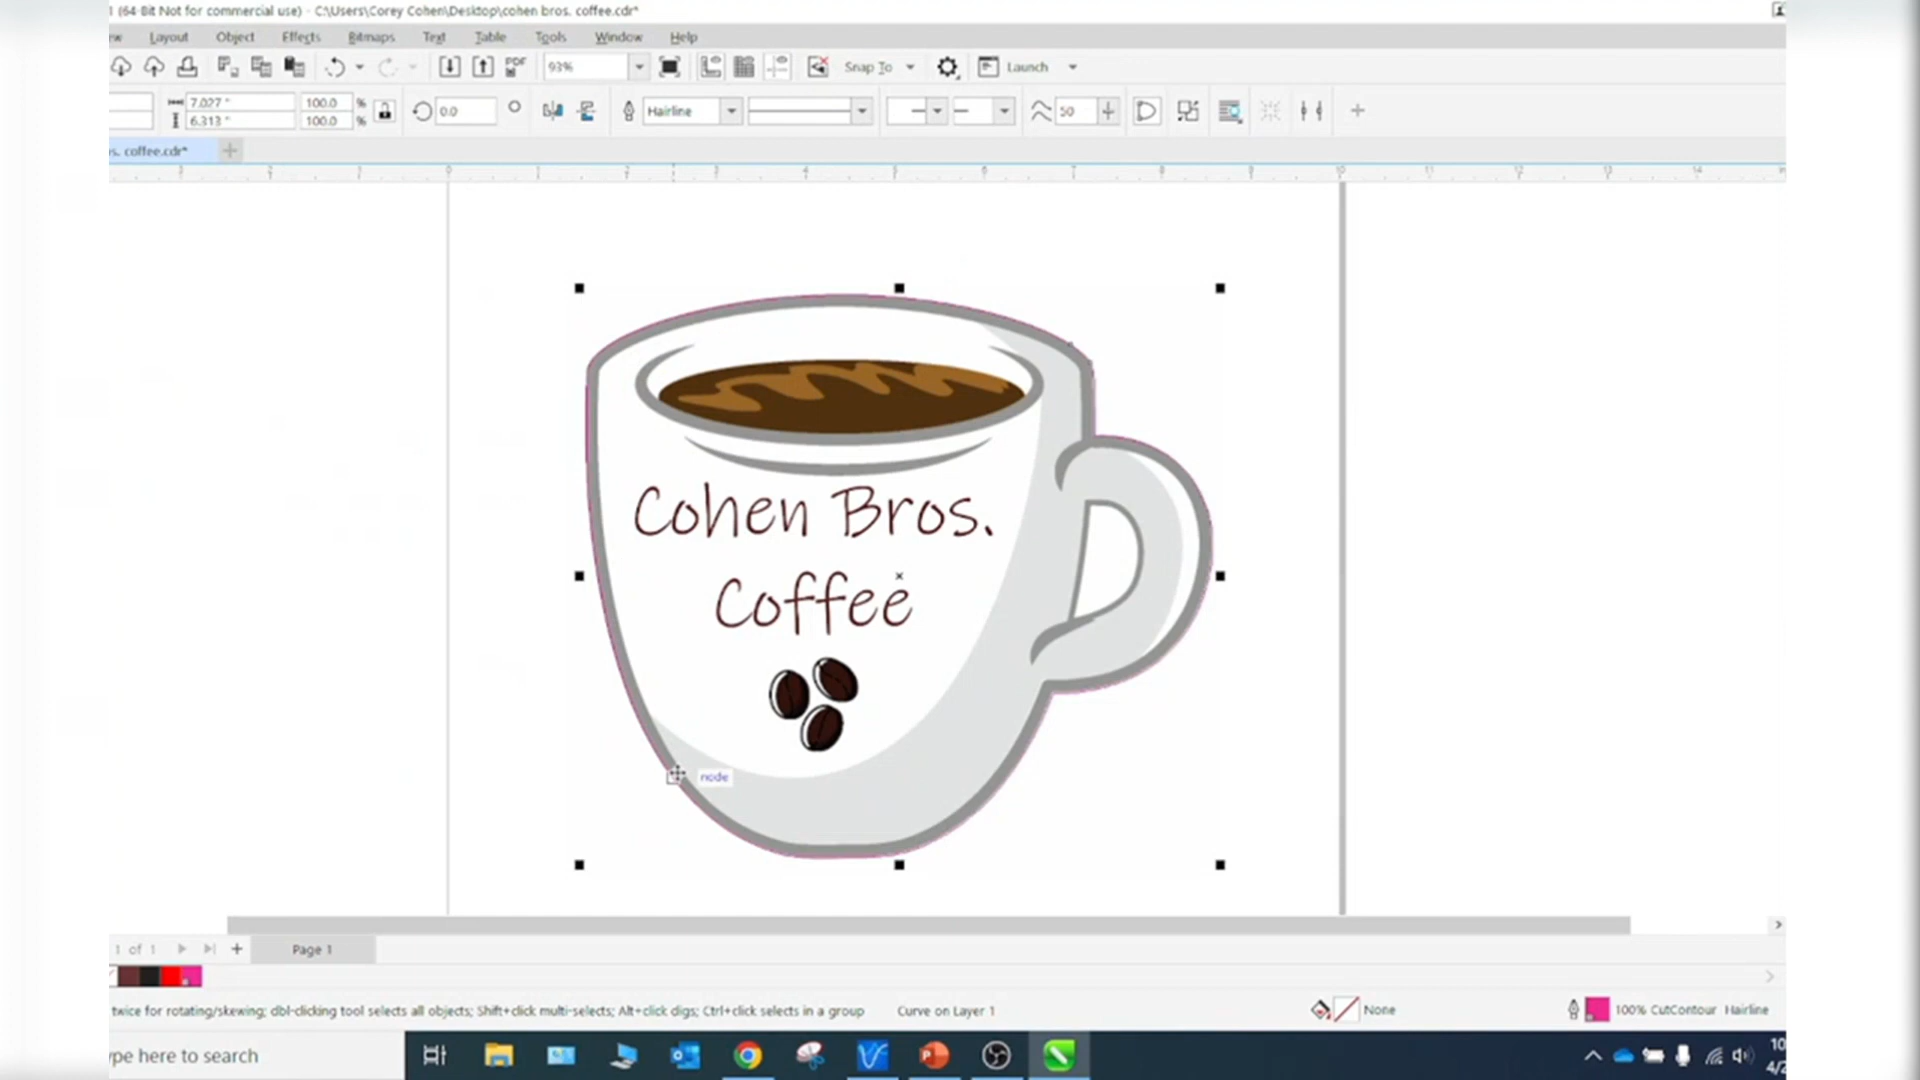 (64-Bit Not for commercial use) - C:\Users\Corey Cohen\Desktop\cohen bros. coffee.cdr*
Layout Object Effects Bitmaps Text Table Tools Window Help
PDF 93% Snap To Launch
7.027 " 100.0 %
6.313 " 100.0 %
0.0 Hairline 50
coffee.cdr*
Cohen Bros.
Coffee
node
1 of 1 Page 1
twice for rotating/skewing; dbl-clicking tool selects all objects; Shift+click multi-selects; Alt+click digs; Ctrl+click selects in a group Curve on Layer 1 None 100% CutContour Hairline
here to search